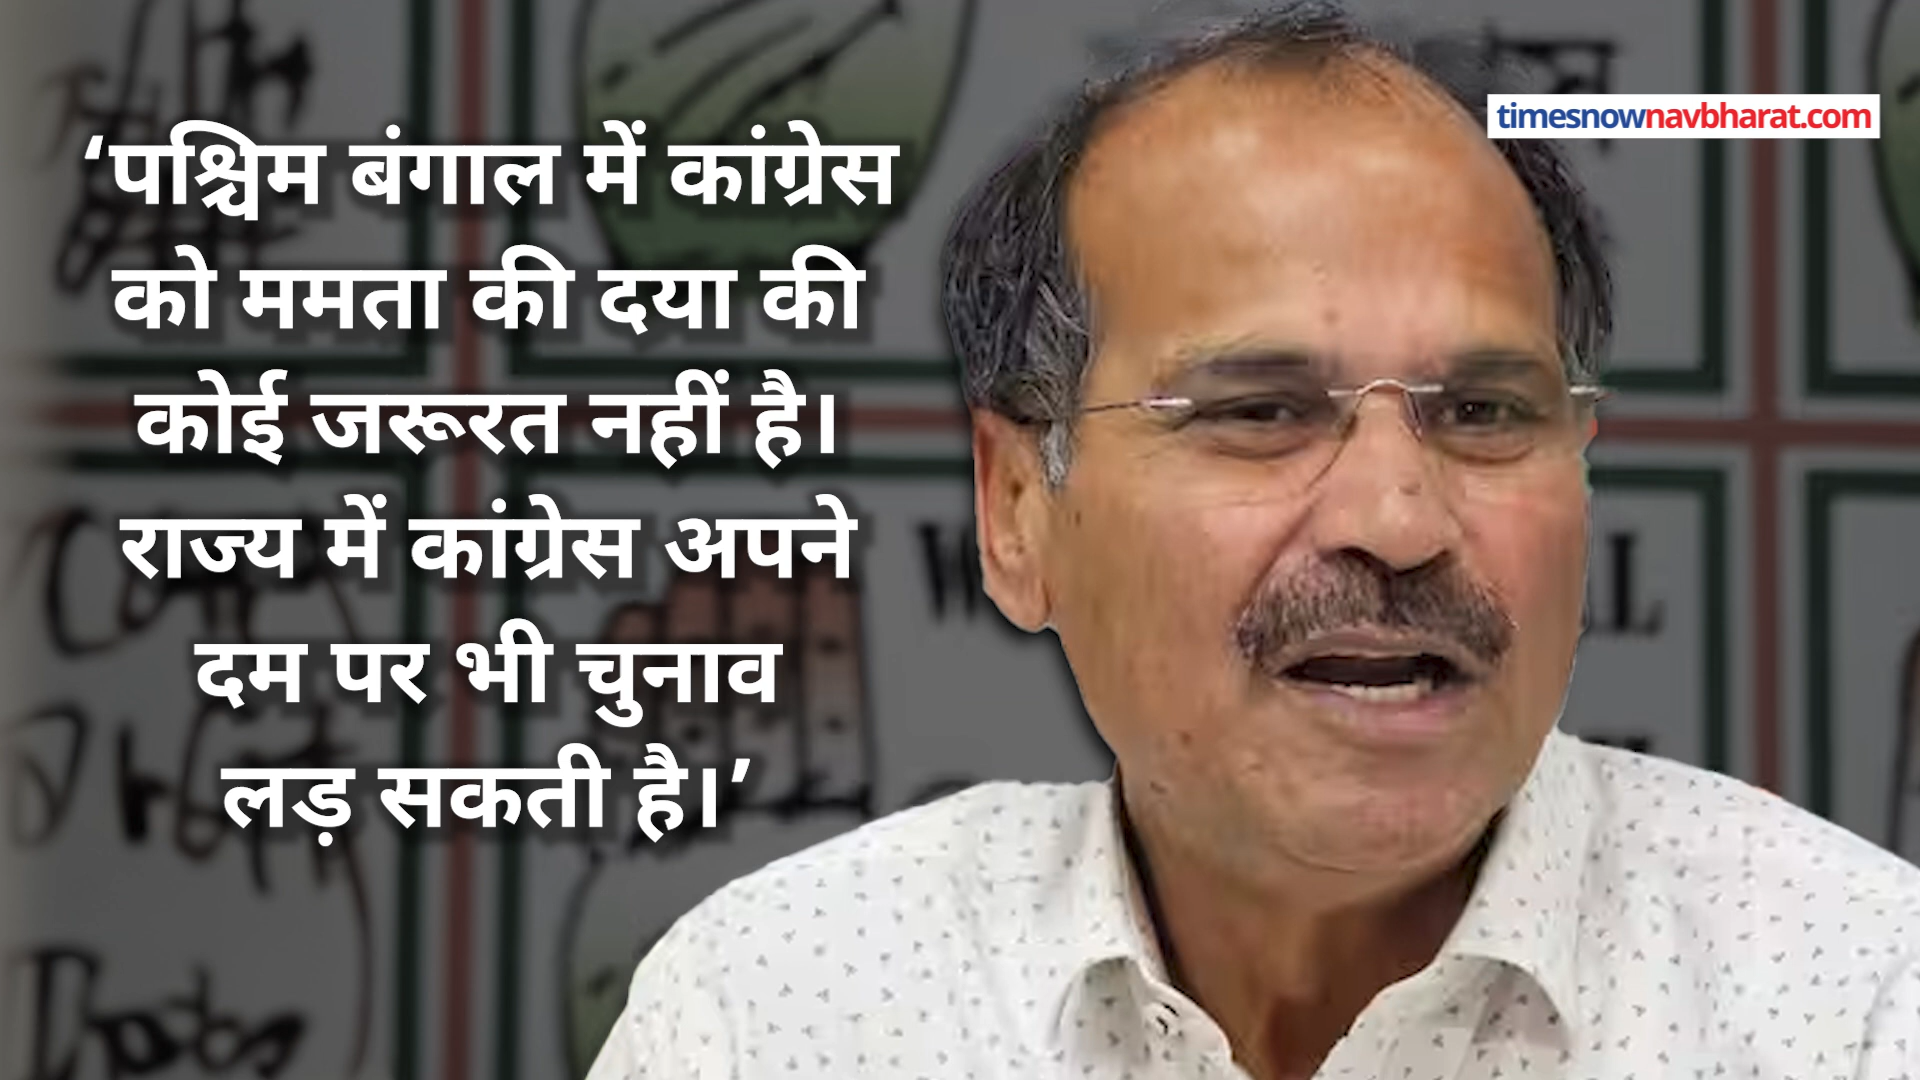 timesnownavbharat.com
‘पश्चिम बंगाल में कांग्रेस
को ममता की दया की
कोई जरूरत नहीं है।
राज्य में कांग्रेस अपने
दम पर भी चुनाव
लड़ सकती है।’